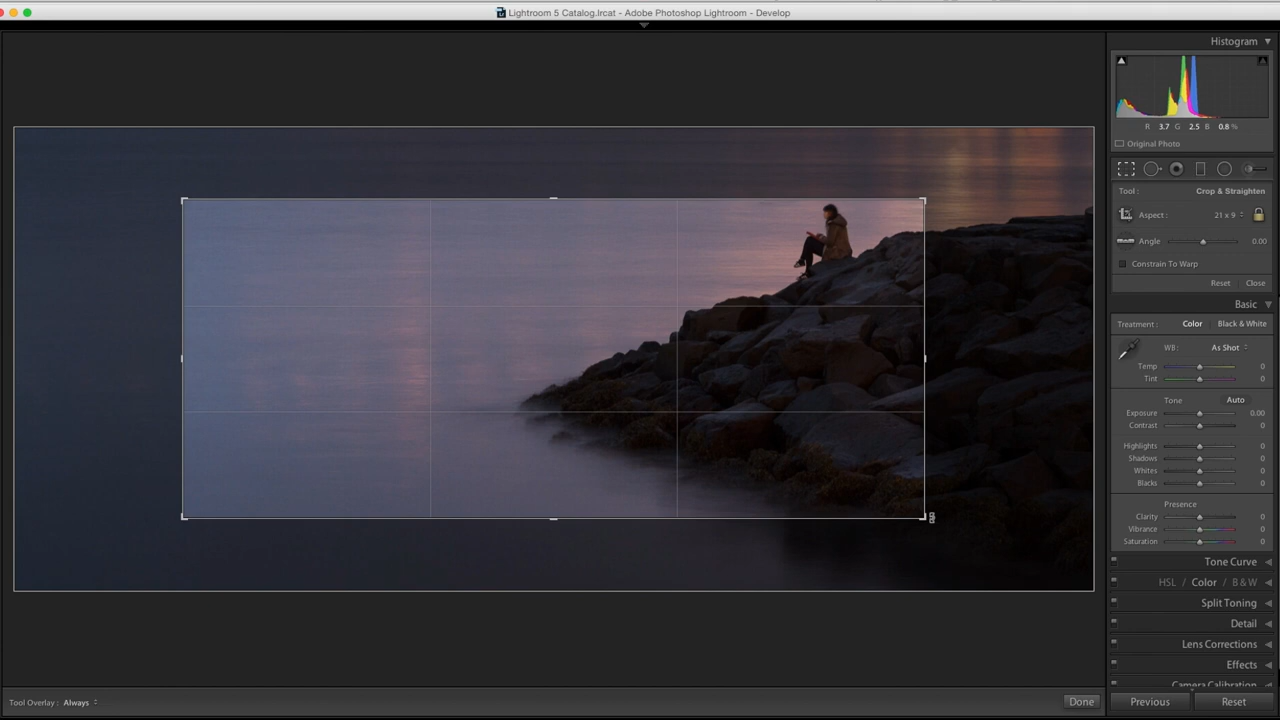 Lightroom 5 Catalog.lrcat - Adobe Photoshop Lightroom - Develop
Histogram
R 3.7 G 2.5 B 0.8 %
Original Photo
Tool : Crop & Straighten
Aspect : 21 x 9
Angle 0.00
Constrain To Warp
Reset Close
Basic
Treatment : Color Black & White
WB: As Shot
Temp 0
Tint 0
Tone Auto
Exposure 0.00
Contrast 0
Highlights 0
Shadows 0
Whites 0
Blacks 0
Presence
Clarity 0
Vibrance 0
Saturation 0
Tone Curve
HSL / Color / B & W
Split Toning
Detail
Lens Corrections
Effects
Camera Calibration
Tool Overlay : Always Done Previous Reset